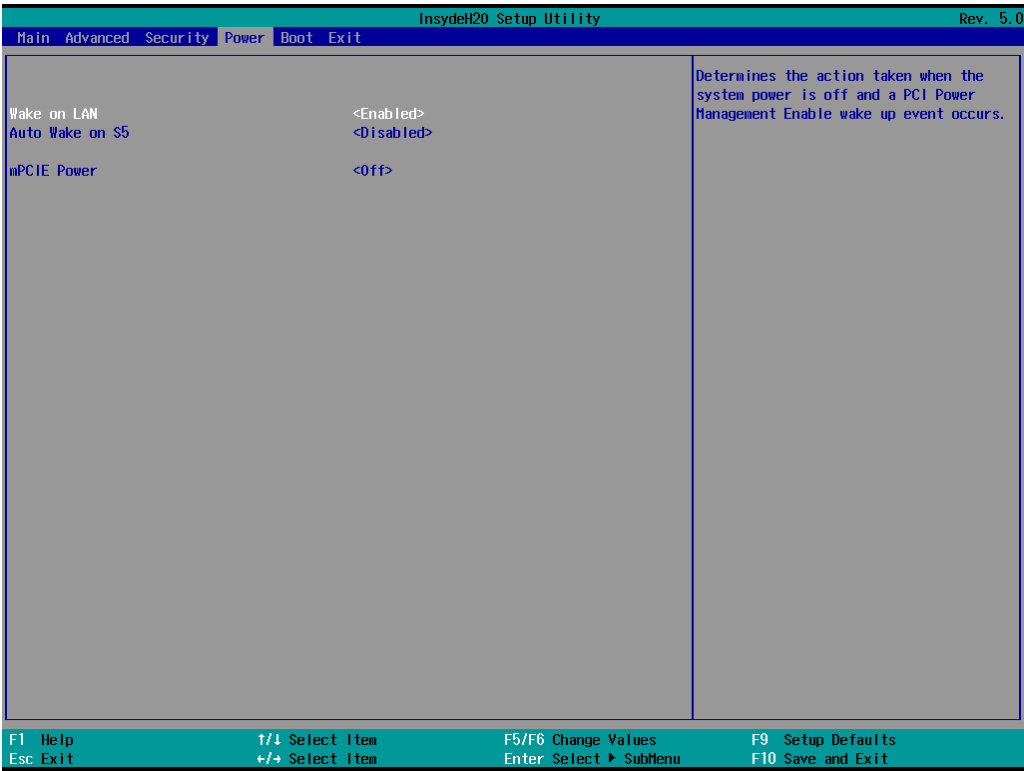 InsydeH20 Setup Utility Rev. 5.0
Main Advanced Security Power Boot Exit
Determines the action taken when the
system power is off and a PCI Power
Management Enable wake up event occurs.
Wake on LAN <Enabled>
Auto Wake on S5 <Disabled>
mPCIE Power <Off>
F1 Help ↑/↓ Select Item F5/F6 Change Values F9 Setup Defaults
Esc Exit ←/→ Select Item Enter Select ▶ SubMenu F10 Save and Exit